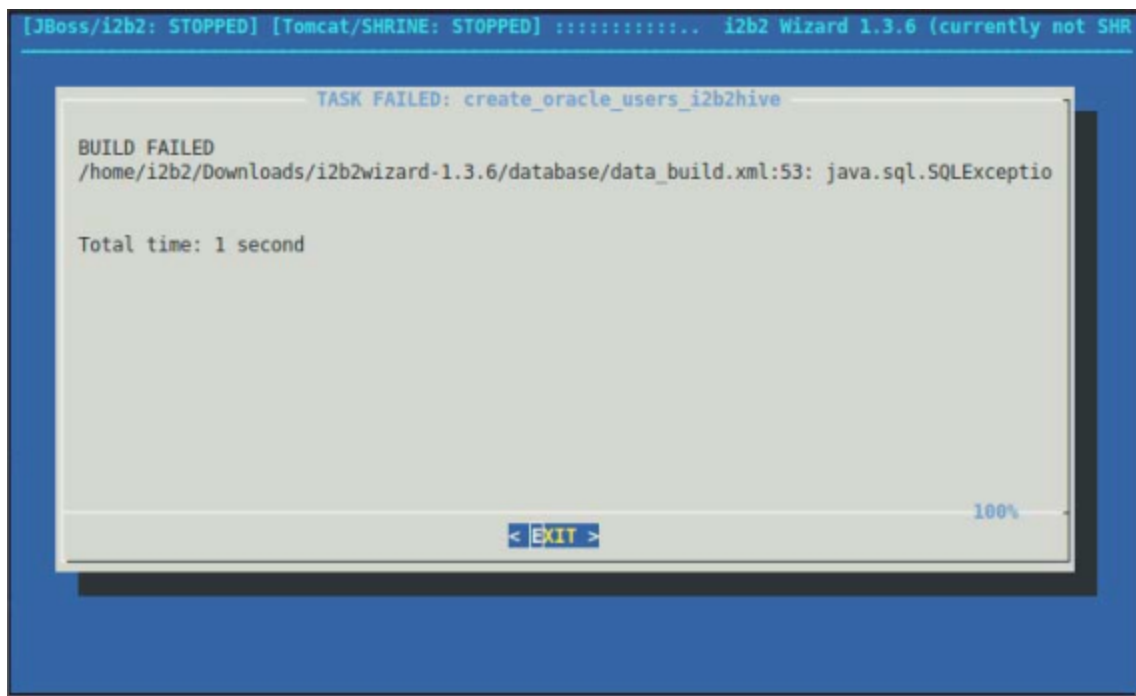 [JBoss/i2b2: STOPPED] [Tomcat/SHRINE: STOPPED] ::::::::::.. i2b2 Wizard 1.3.6 (currently not SHR
TASK FAILED: create_oracle_users_i2b2hive
BUILD FAILED
/home/i2b2/Downloads/i2b2wizard-1.3.6/database/data_build.xml:53: java.sql.SQLExceptio
Total time: 1 second
100%
< EXIT >